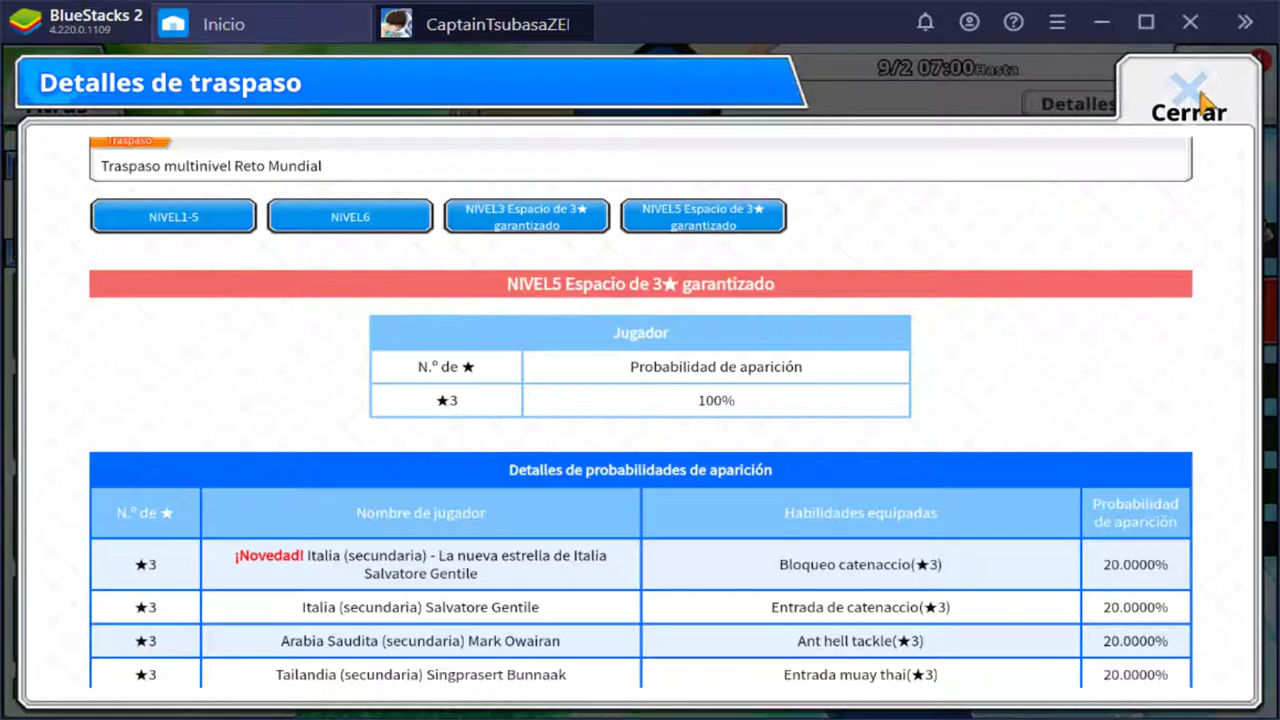 BlueStacks 2
4.220.0.1109
Inicio
CaptainTsubasaZEI
9/2 07:00Hasta
Detalles de traspaso
Detalles
Cerrar
Traspaso
Traspaso multinivel Reto Mundial
NIVEL1-5
NIVEL6
NIVEL3 Espacio de 3★
garantizado
NIVEL5 Espacio de 3★
garantizado
NIVEL5 Espacio de 3★ garantizado
Jugador
N.º de ★ Probabilidad de aparición
★3 100%
Detalles de probabilidades de aparición
N.º de ★ Nombre de jugador Habilidades equipadas Probabilidad
de aparición
★3 ¡Novedad! Italia (secundaria) - La nueva estrella de Italia
Salvatore Gentile Bloqueo catenaccio(★3) 20.0000%
★3 Italia (secundaria) Salvatore Gentile Entrada de catenaccio(★3) 20.0000%
★3 Arabia Saudita (secundaria) Mark Owairan Ant hell tackle(★3) 20.0000%
★3 Tailandia (secundaria) Singprasert Bunnaak Entrada muay thai(★3) 20.0000%